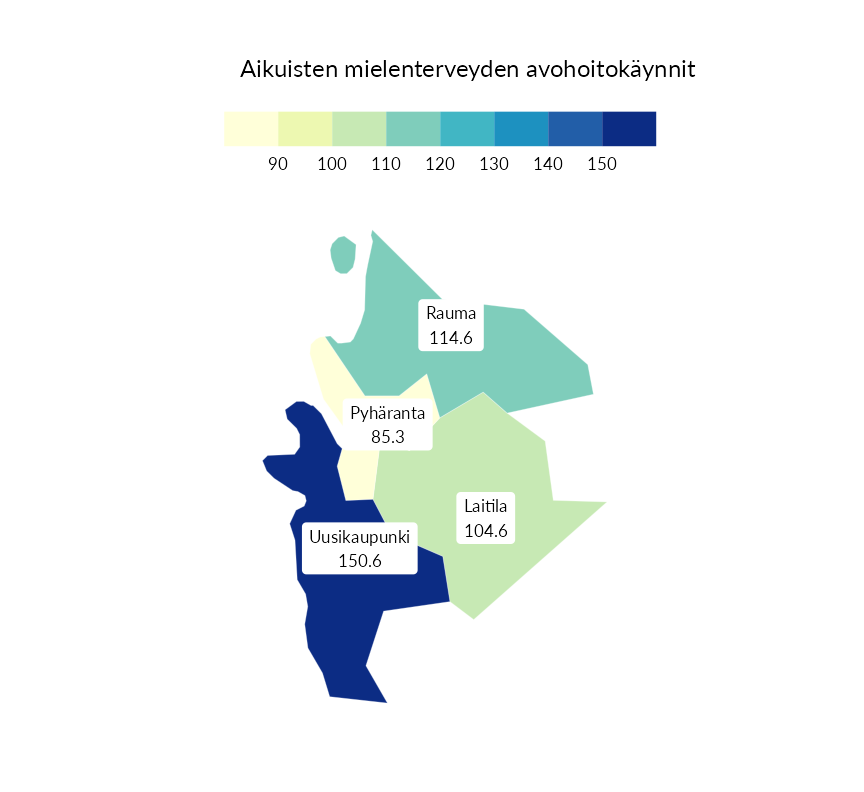 Aikuisten mielenterveyden avohoitokäynnit
90 100 110 120 130 140 150
Rauma
114.6
Pyhäranta
85.3
Laitila
104.6
Uusikaupunki
150.6